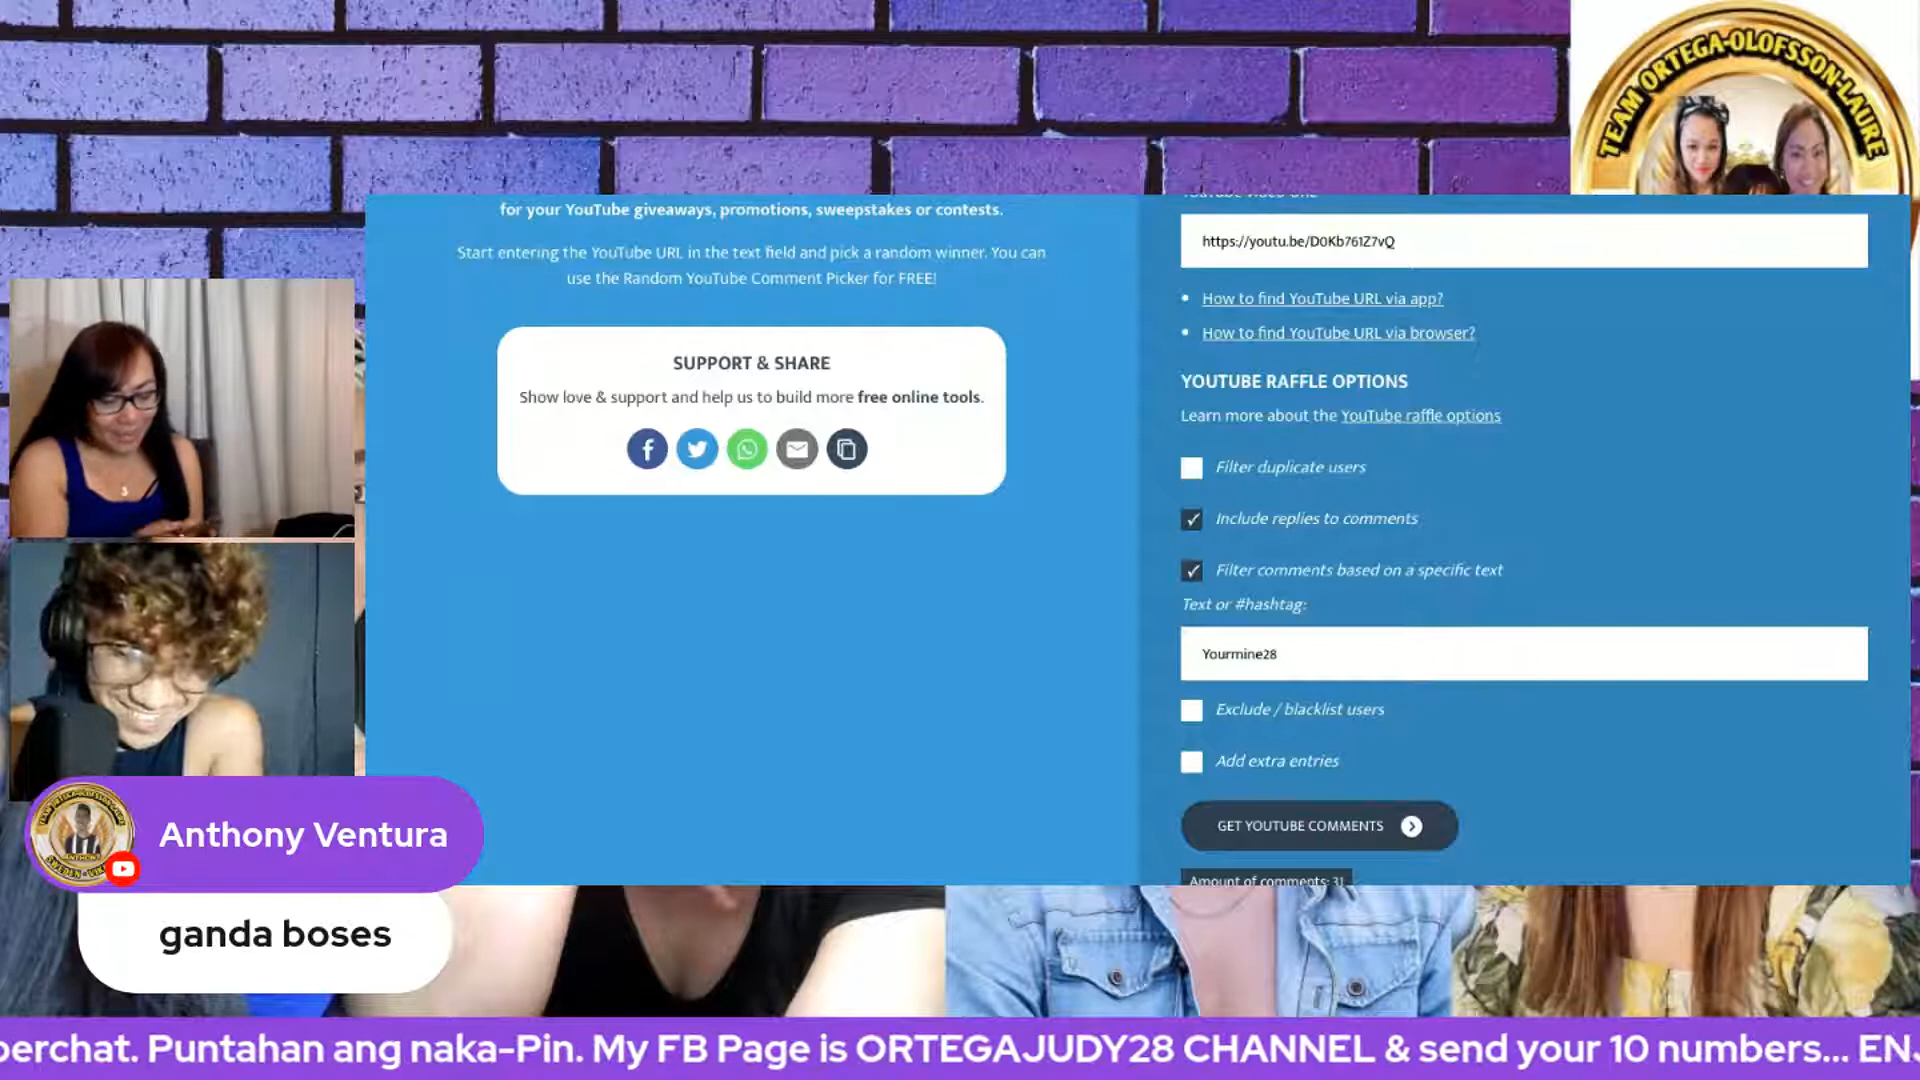 TEAM ORTEGA-OLOFSSON-LAURE
for your YouTube giveaways, promotions, sweepstakes or contests.
Start entering the YouTube URL in the text field and pick a random winner. You can
use the Random YouTube Comment Picker for FREE!
SUPPORT & SHARE
Show love & support and help us to build more free online tools.
https://youtu.be/D0Kb761Z7vQ
How to find YouTube URL via app?
How to find YouTube URL via browser?
YOUTUBE RAFFLE OPTIONS
Learn more about the YouTube raffle options
Filter duplicate users
Include replies to comments
Filter comments based on a specific text
Text or #hashtag:
Yourmine28
Exclude / blacklist users
Add extra entries
GET YOUTUBE COMMENTS
Amount of comments: 31
Anthony Ventura
ganda boses
perchat. Puntahan ang naka-Pin. My FB Page is ORTEGAJUDY28 CHANNEL & send your 10 numbers... ENJ